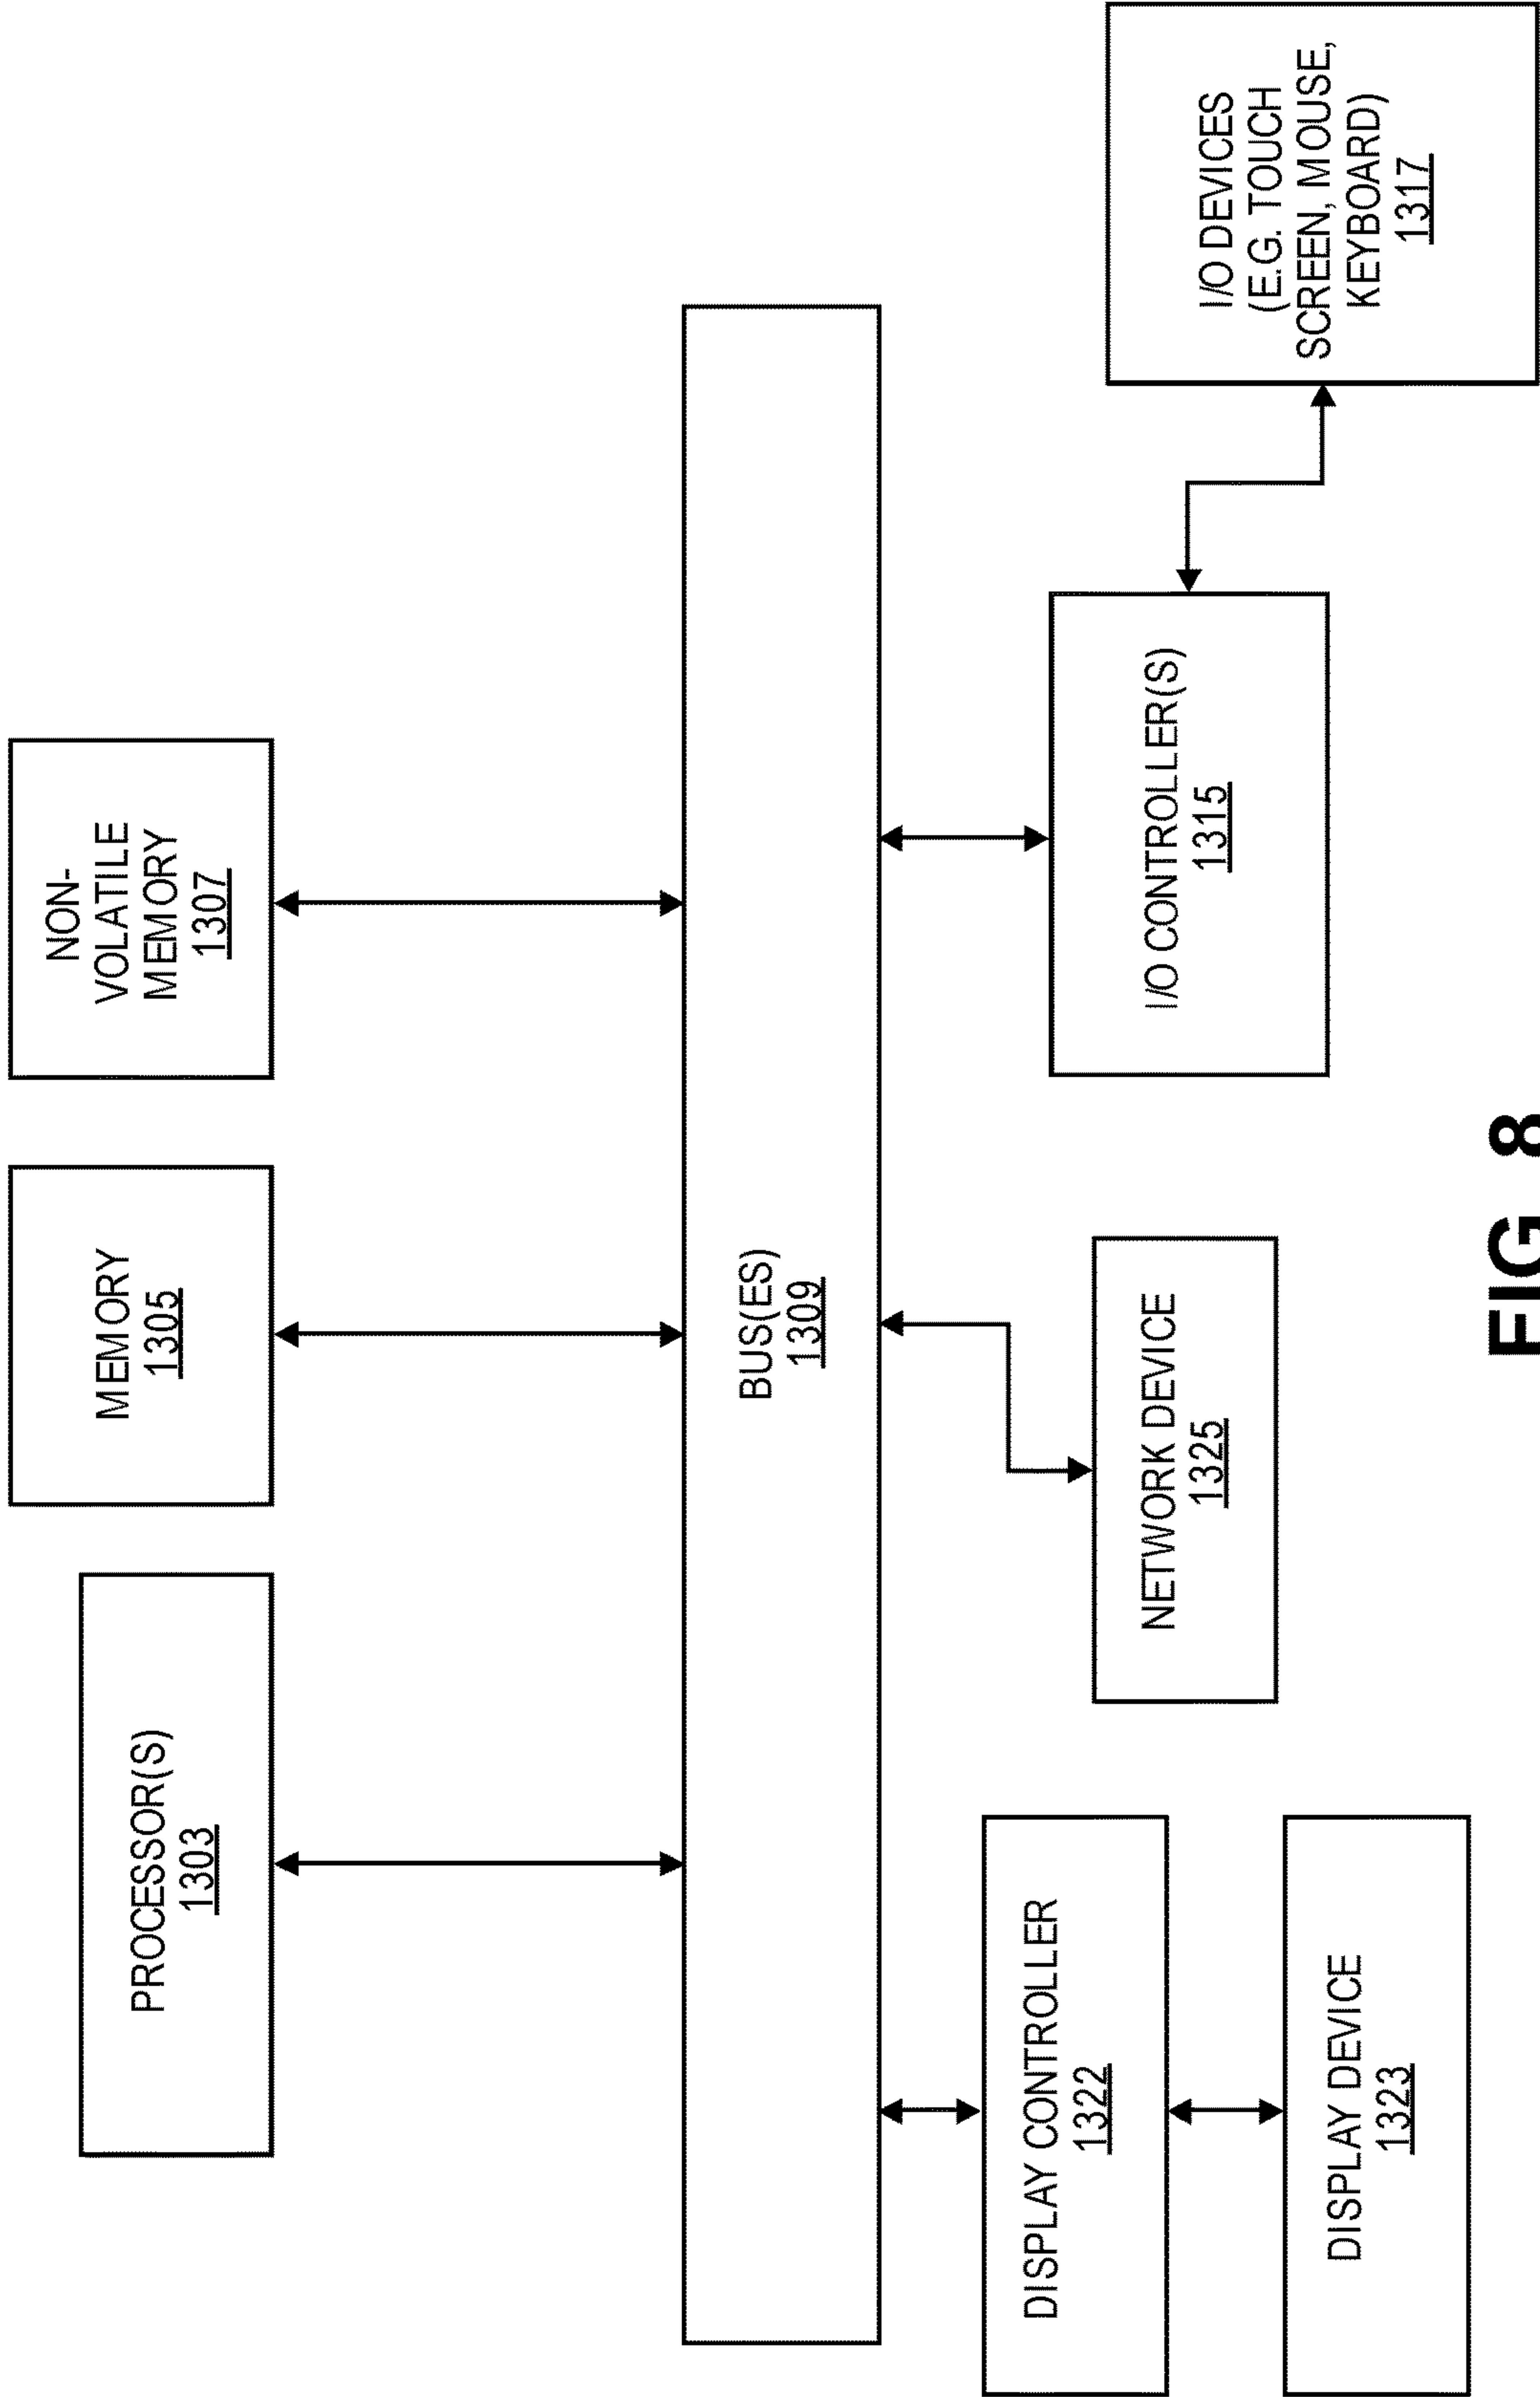 PROCESSOR(S)
1303
MEMORY
1305
NON-
VOLATILE
MEMORY
1307
BUS(ES)
1309
DISPLAY CONTROLLER
1322
DISPLAY DEVICE
1323
NETWORK DEVICE
1325
I/O CONTROLLER(S)
1315
I/O DEVICES
(E.G. TOUCH
SCREEN, MOUSE,
KEYBOARD)
1317
FIG. 8